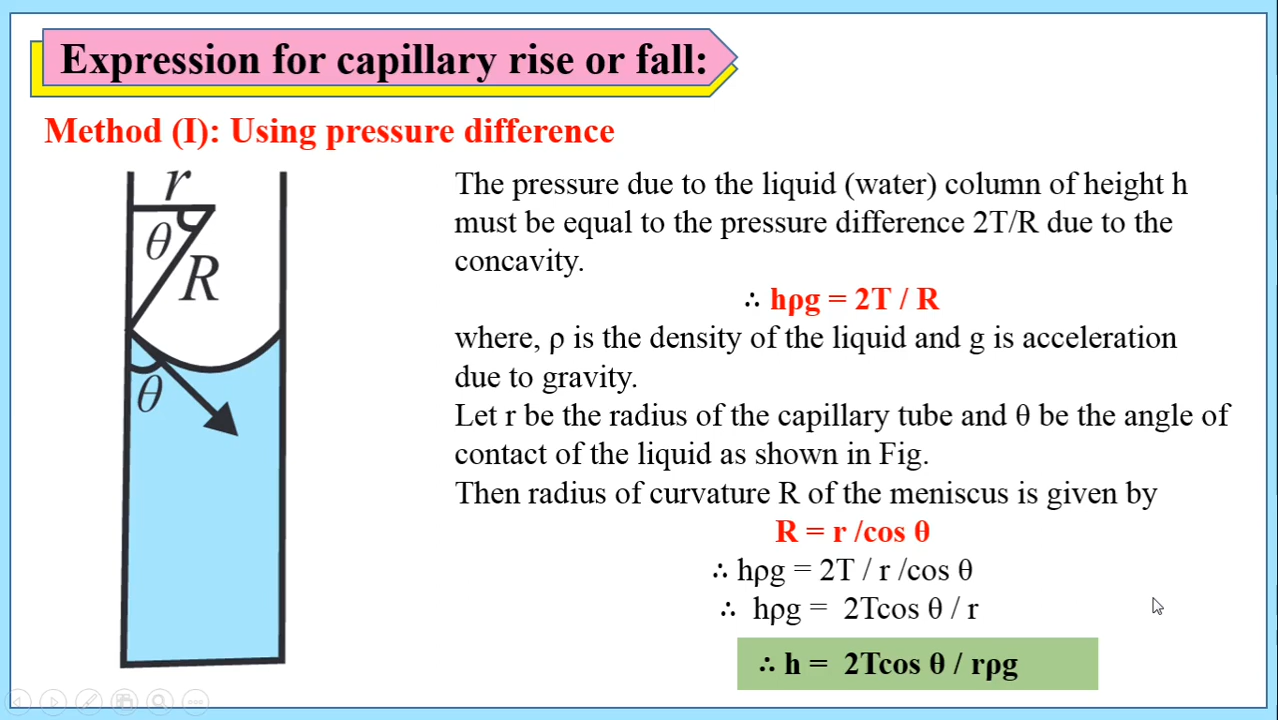 Expression for capillary rise or fall:
Method (I): Using pressure difference
r
θ
R
θ
The pressure due to the liquid (water) column of height h
must be equal to the pressure difference 2T/R due to the
concavity.
∴ hρg = 2T / R
where, ρ is the density of the liquid and g is acceleration
due to gravity.
Let r be the radius of the capillary tube and θ be the angle of
contact of the liquid as shown in Fig.
Then radius of curvature R of the meniscus is given by
R = r /cos θ
∴ hρg = 2T / r /cos θ
∴ hρg = 2Tcos θ / r
∴ h = 2Tcos θ / rρg